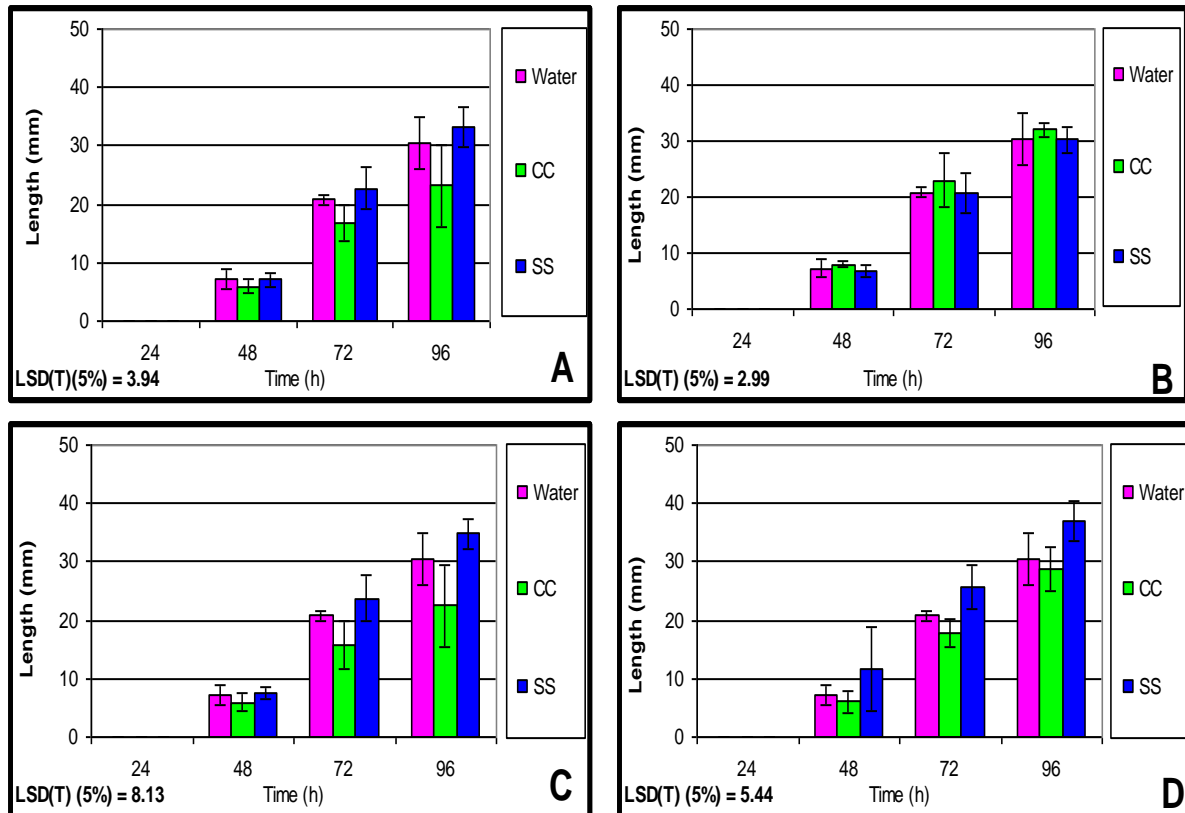 50
40
30
20
10
0
Length (mm)
24 48 72 96
Time (h)
LSD(T)(5%) = 3.94
Water
CC
SS
A
50
40
30
20
10
0
Length (mm)
24 48 72 96
Time (h)
LSD(T) (5%) = 2.99
Water
CC
SS
B
50
40
30
20
10
0
Length (mm)
24 48 72 96
Time (h)
LSD(T) (5%) = 8.13
Water
CC
SS
C
50
40
30
20
10
0
Length (mm)
24 48 72 96
Time (h)
LSD(T) (5%) = 5.44
Water
CC
SS
D